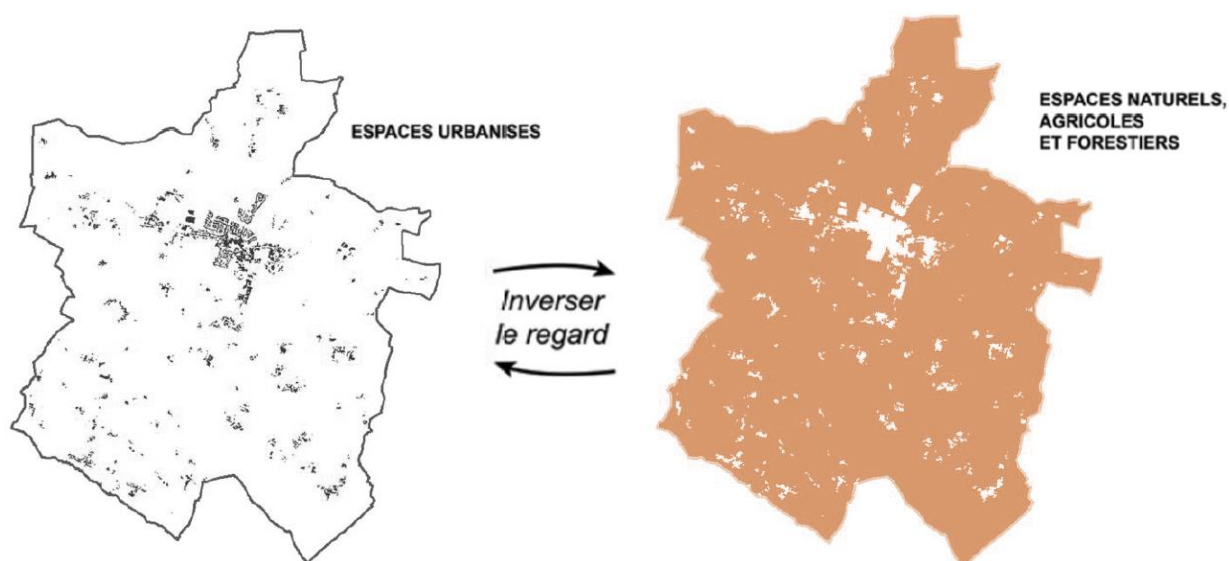 ESPACES URBANISES
Inverser
le regard
ESPACES NATURELS,
AGRICOLES
ET FORESTIERS